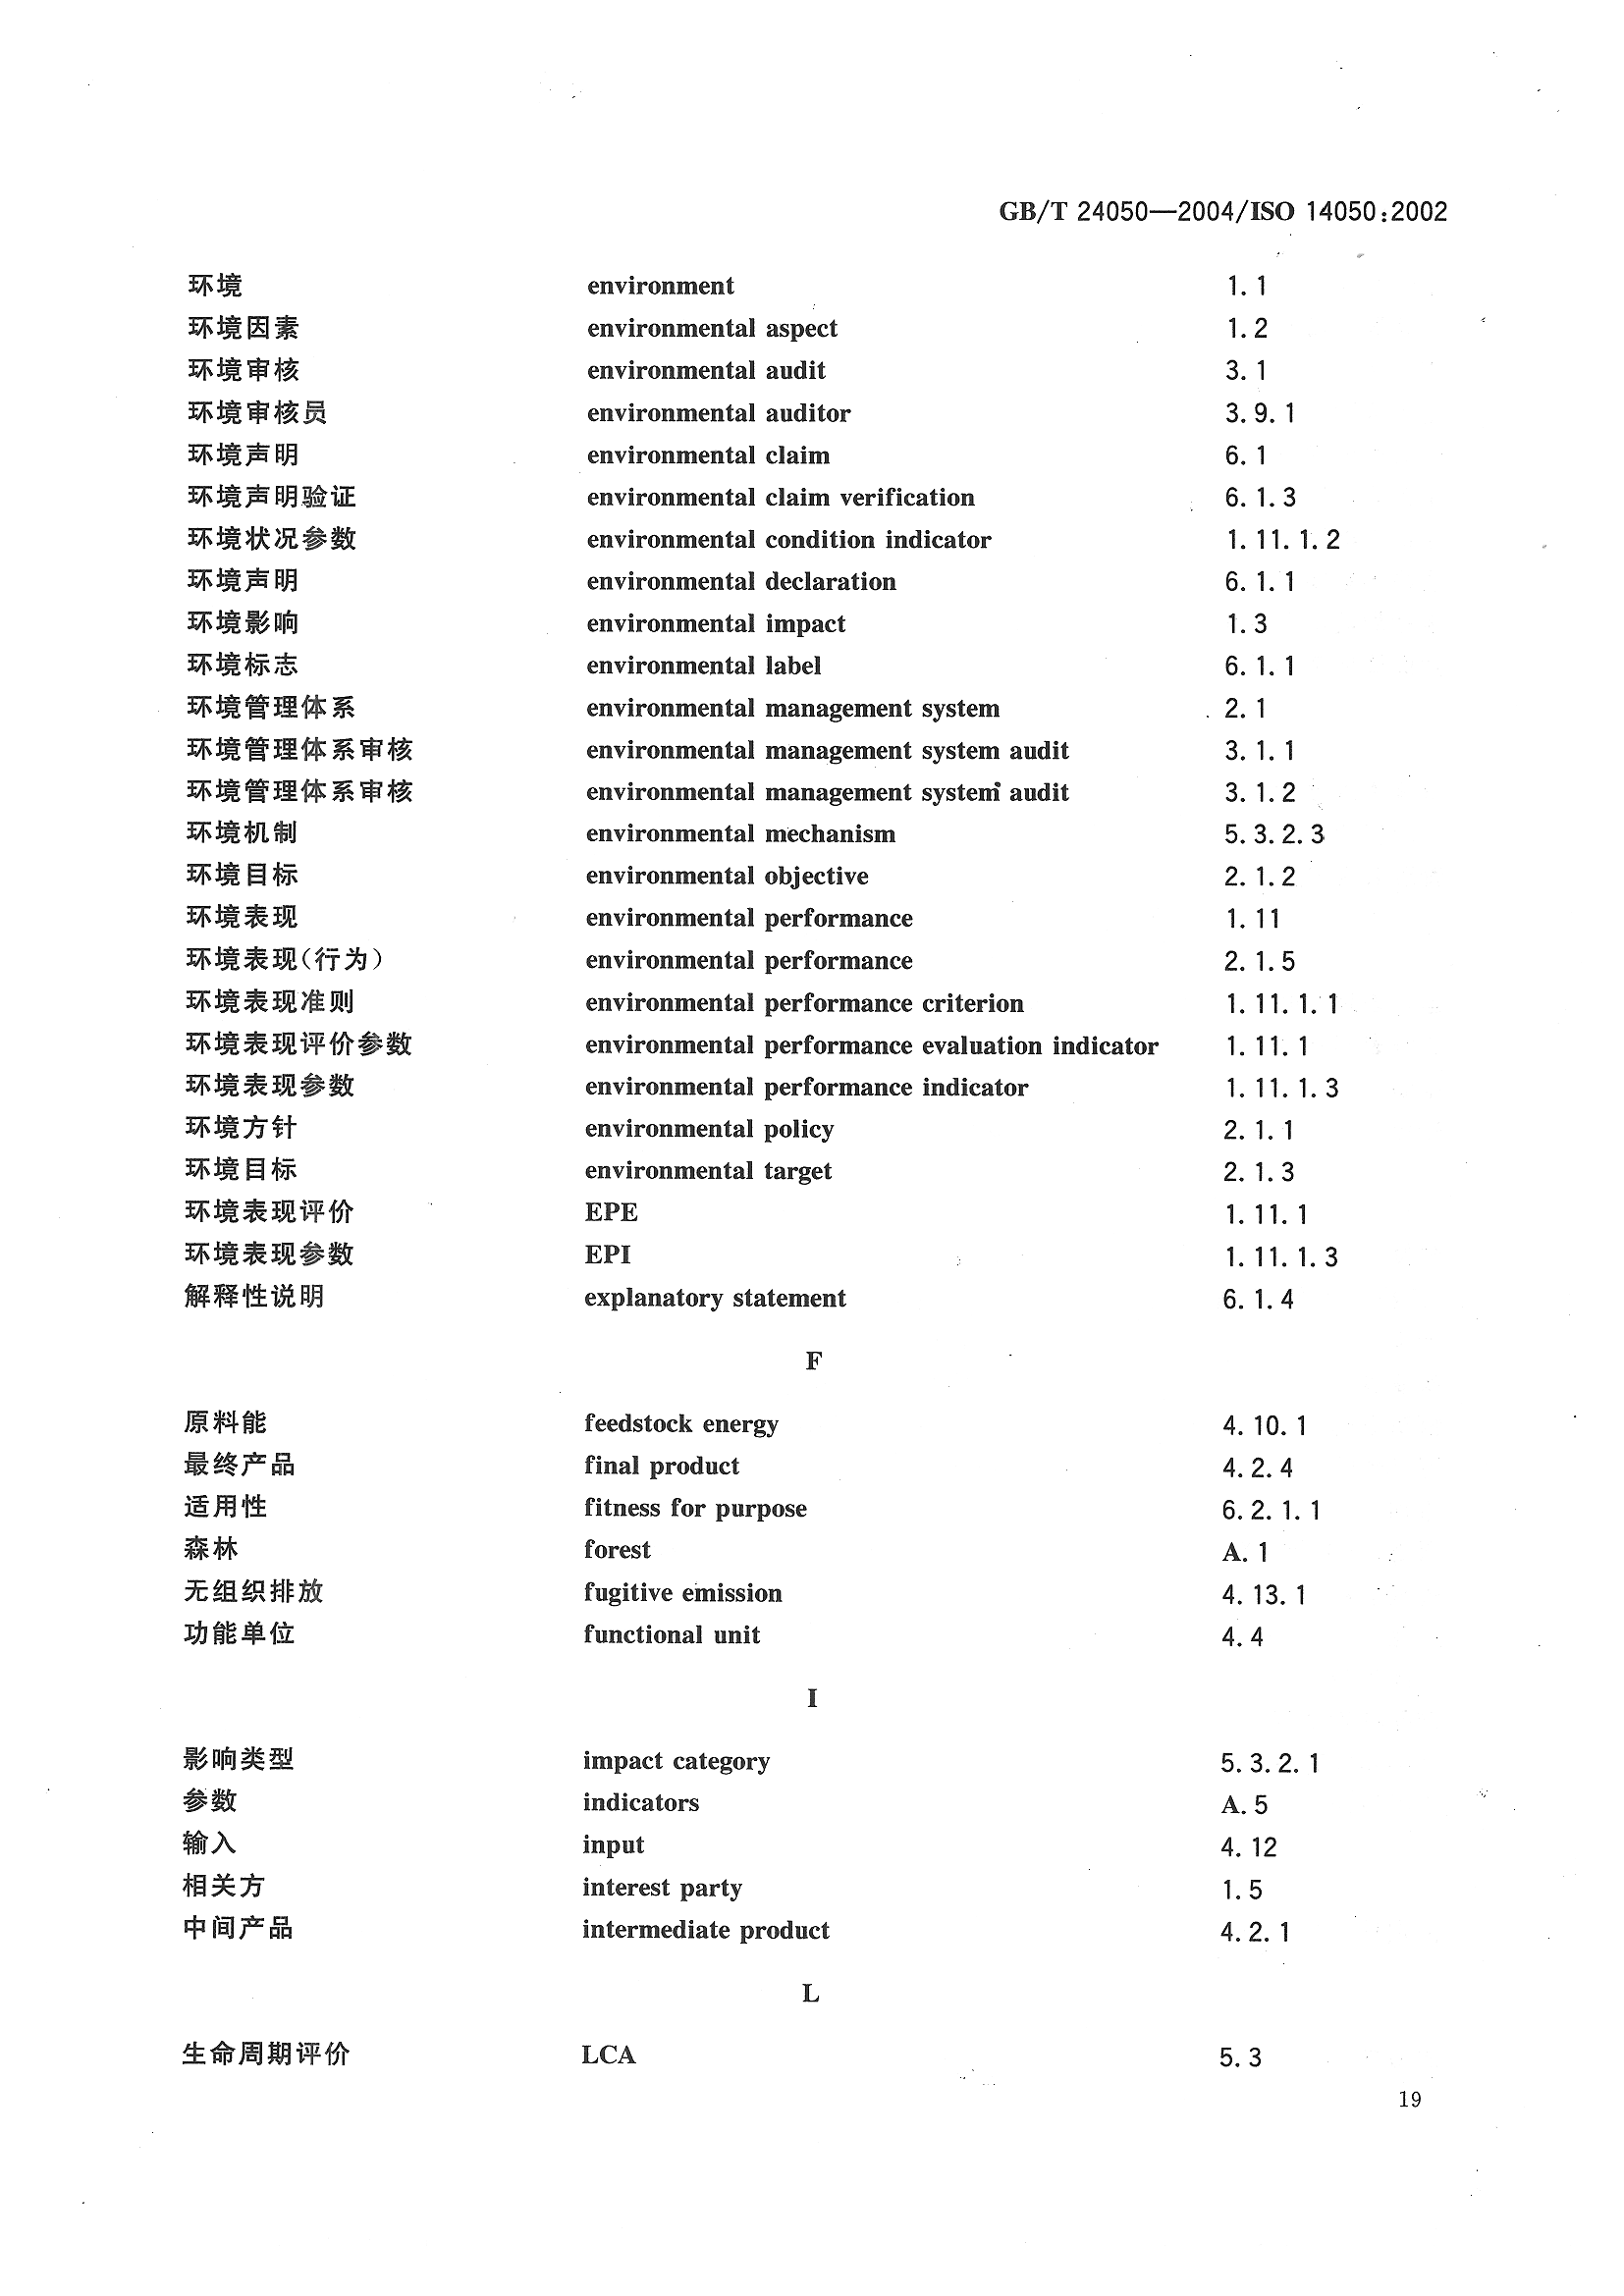 GB/T 24050—2004/ISO 14050:2002
环境 environment 1.1
环境因素 environmental aspect 1.2
环境审核 environmental audit 3.1
环境审核员 environmental auditor 3.9.1
环境声明 environmental claim 6.1
环境声明验证 environmental claim verification 6.1.3
环境状况参数 environmental condition indicator 1.11.1.2
环境声明 environmental declaration 6.1.1
环境影响 environmental impact 1.3
环境标志 environmental label 6.1.1
环境管理体系 environmental management system 2.1
环境管理体系审核 environmental management system audit 3.1.1
环境管理体系审核 environmental management system audit 3.1.2
环境机制 environmental mechanism 5.3.2.3
环境目标 environmental objective 2.1.2
环境表现 environmental performance 1.11
环境表现(行为) environmental performance 2.1.5
环境表现准则 environmental performance criterion 1.11.1.1
环境表现评价参数 environmental performance evaluation indicator 1.11.1
环境表现参数 environmental performance indicator 1.11.1.3
环境方针 environmental policy 2.1.1
环境目标 environmental target 2.1.3
环境表现评价 EPE 1.11.1
环境表现参数 EPI 1.11.1.3
解释性说明 explanatory statement 6.1.4
F
原料能 feedstock energy 4.10.1
最终产品 final product 4.2.4
适用性 fitness for purpose 6.2.1.1
森林 forest A.1
无组织排放 fugitive emission 4.13.1
功能单位 functional unit 4.4
I
影响类型 impact category 5.3.2.1
参数 indicators A.5
输入 input 4.12
相关方 interest party 1.5
中间产品 intermediate product 4.2.1
L
生命周期评价 LCA 5.3
19